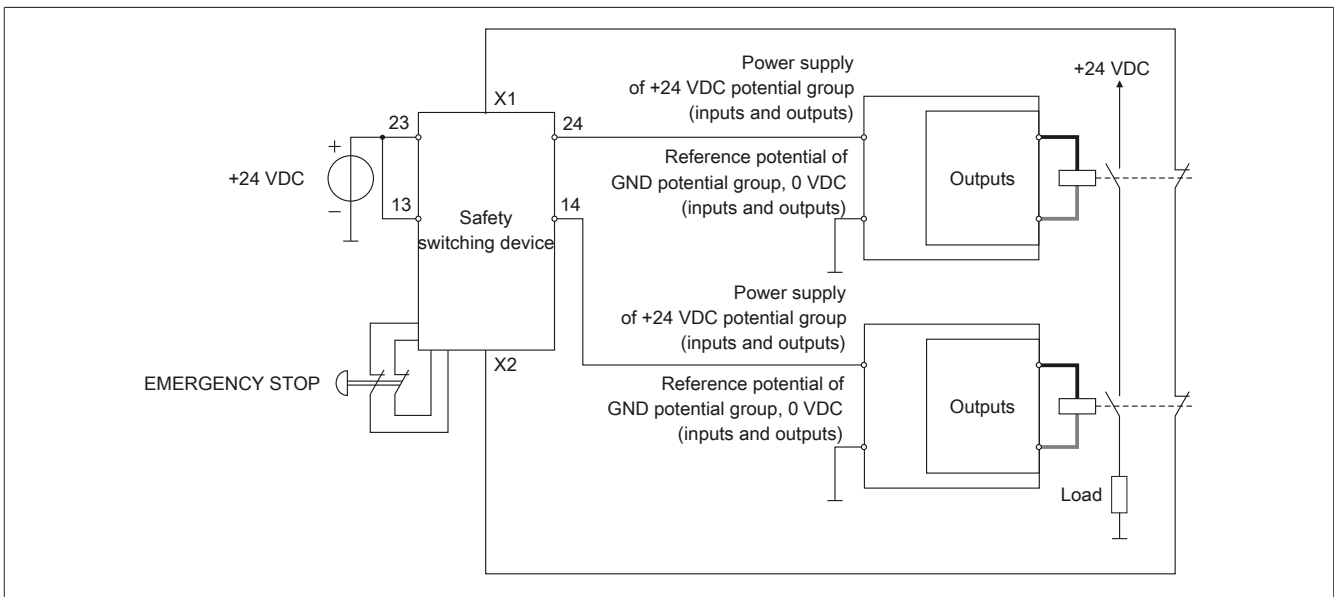 X1
Power supply
of +24 VDC potential group
(inputs and outputs)
+24 VDC
23
24
+
+24 VDC
−
Reference potential of
GND potential group, 0 VDC
(inputs and outputs)
Outputs
13
14
Safety
switching device
Power supply
of +24 VDC potential group
(inputs and outputs)
X2
EMERGENCY STOP
Reference potential of
GND potential group, 0 VDC
(inputs and outputs)
Outputs
Load